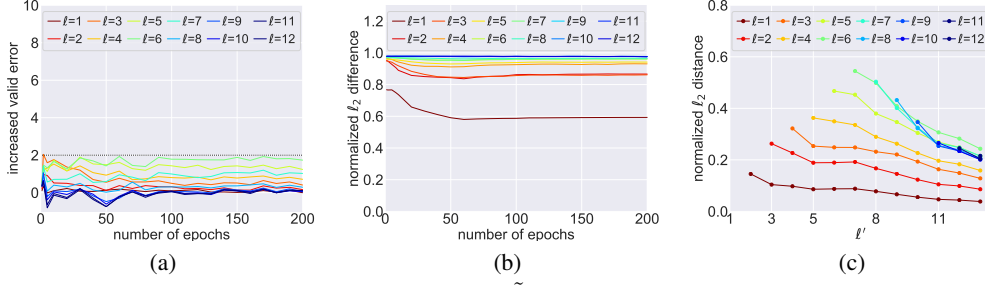 10
8
6
4
2
0
increased valid error
ℓ=1 ℓ=3 ℓ=5 ℓ=7 ℓ=9 ℓ=11
ℓ=2 ℓ=4 ℓ=6 ℓ=8 ℓ=10 ℓ=12
0 50 100 150 200
number of epochs
(a)
1.4
1.2
1.0
0.8
0.6
0.4
0.2
0.0
normalized ℓ₂ difference
ℓ=1 ℓ=3 ℓ=5 ℓ=7 ℓ=9 ℓ=11
ℓ=2 ℓ=4 ℓ=6 ℓ=8 ℓ=10 ℓ=12
0 50 100 150 200
number of epochs
(b)
0.8
0.6
0.4
0.2
0.0
normalized ℓ₂ distance
ℓ=1 ℓ=3 ℓ=5 ℓ=7 ℓ=9 ℓ=11
ℓ=2 ℓ=4 ℓ=6 ℓ=8 ℓ=10 ℓ=12
1 3 5 8 11
ℓ'
(c)